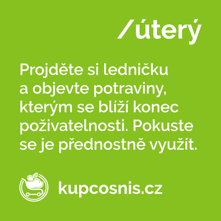 /úterý
Projděte si ledničku
a objevte potraviny,
kterým se blíží konec
poživatelnosti. Pokuste
se je přednostně využít.
kupcosnis.cz